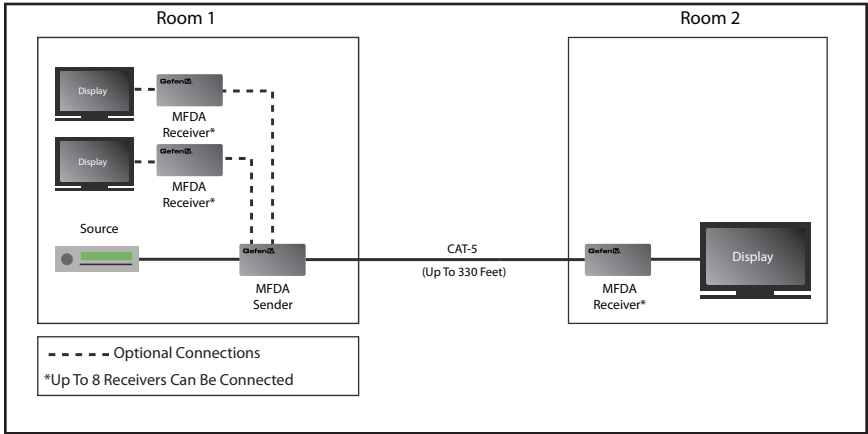 Room 1
Room 2
Display
Gefen
MFDA
Receiver*
Display
Gefen
MFDA
Receiver*
Source
Gefen
MFDA
Sender
CAT-5
(Up To 330 Feet)
Gefen
MFDA
Receiver*
Display
Optional Connections
*Up To 8 Receivers Can Be Connected